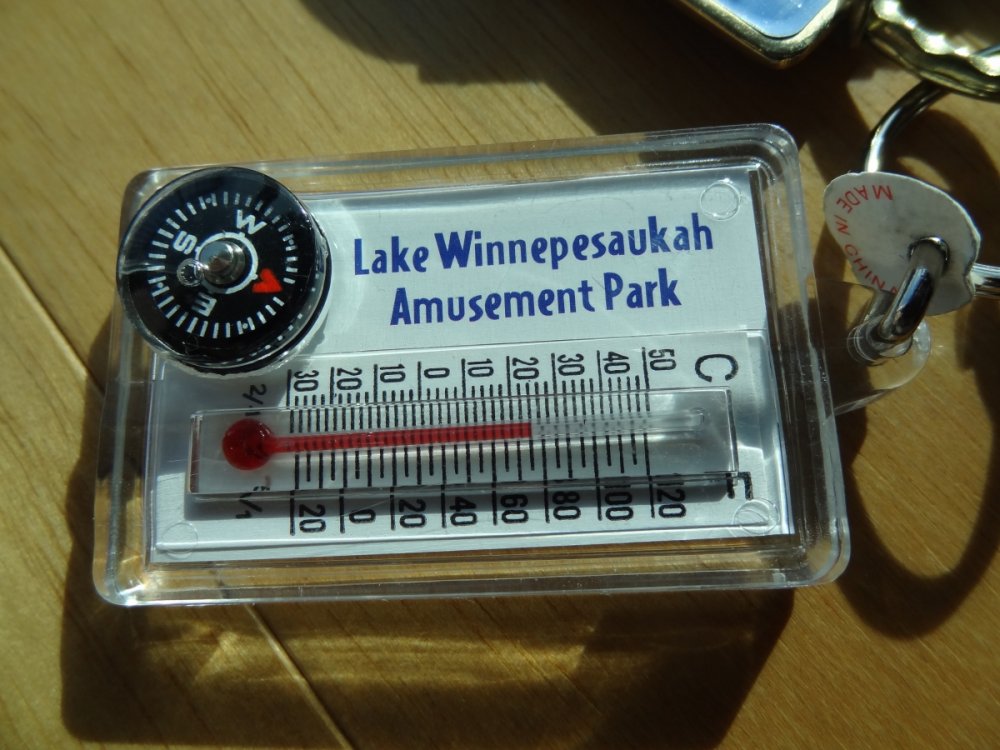 Lake Winnepesaukah
Amusement Park
W
S
E
MADE IN CHINA
30 20 10 0 10 20 30 40 50 C
20 0 20 40 60 80 100 120 F